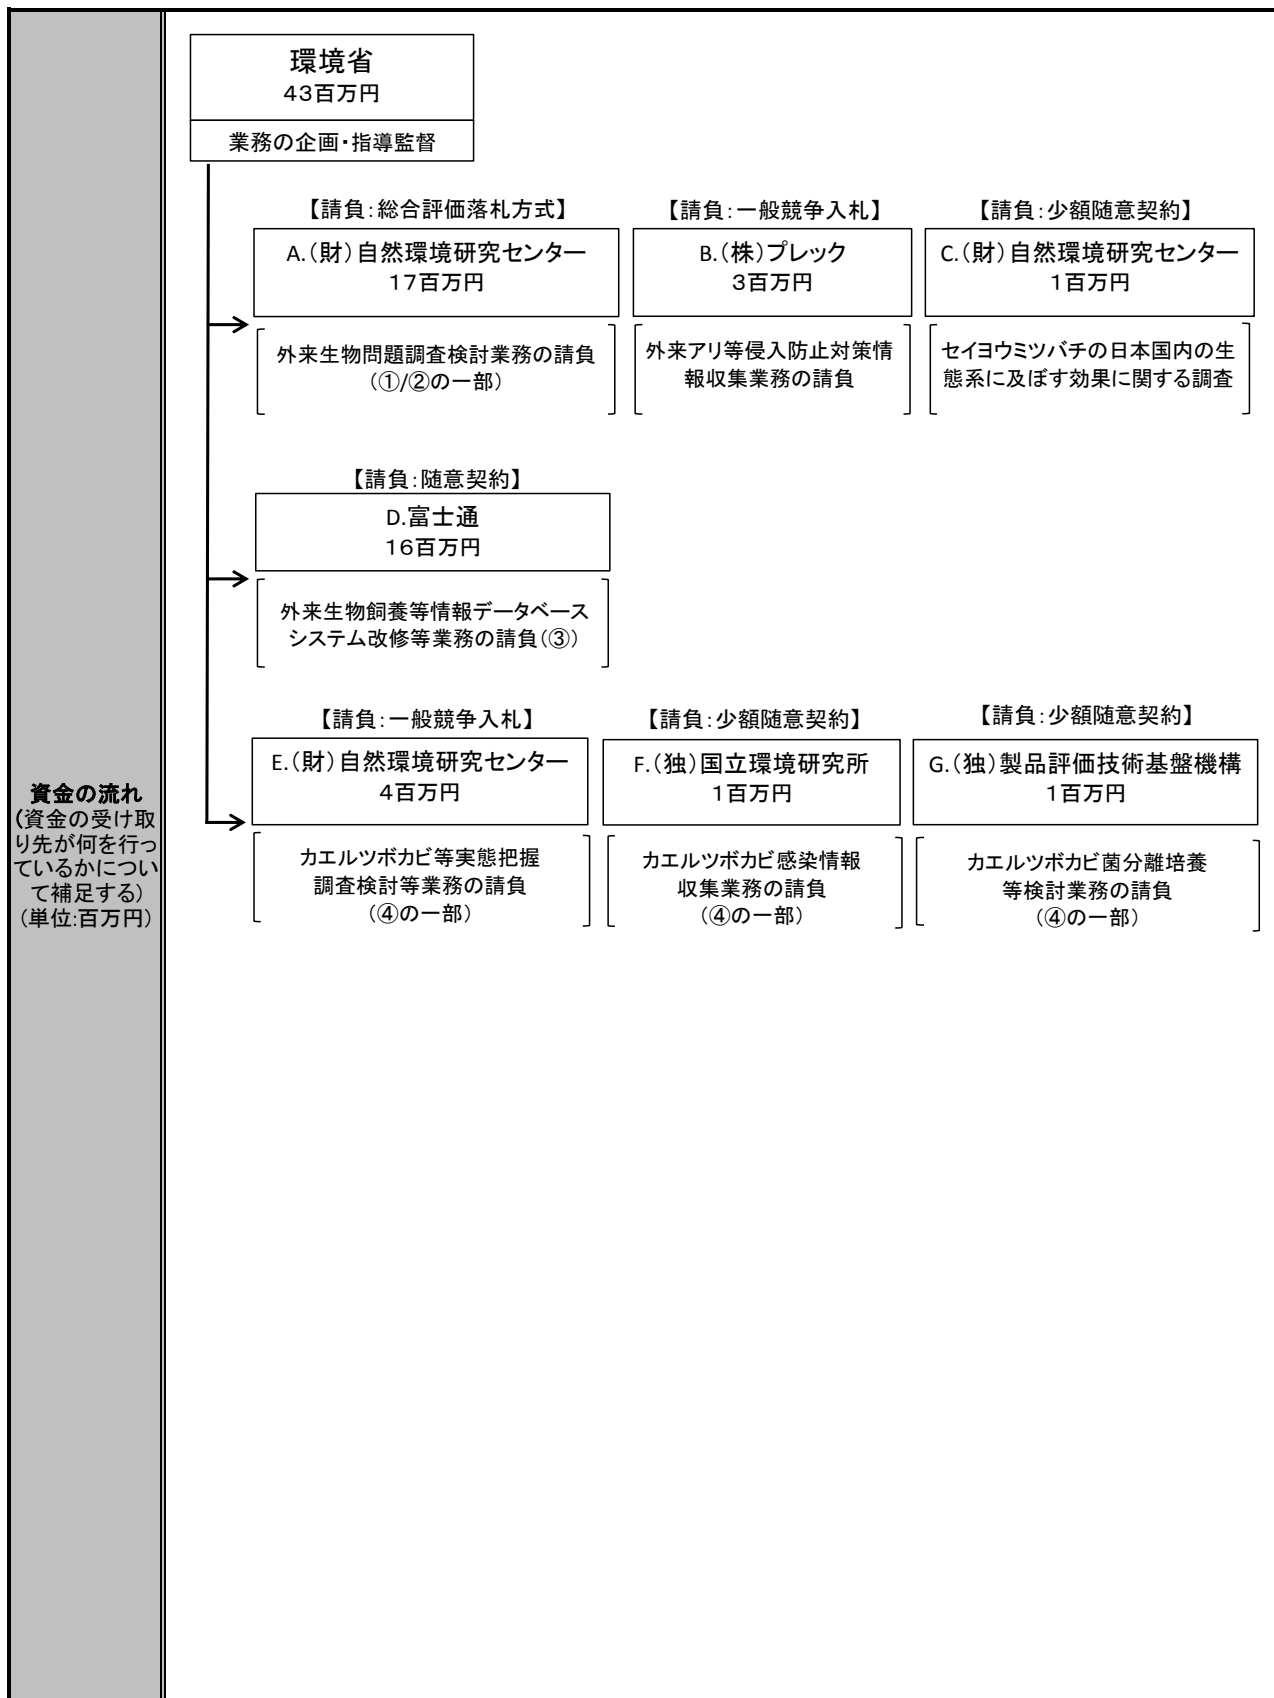 環境省
43百万円
業務の企画・指導監督
【請負：総合評価落札方式】
A.（財）自然環境研究センター
17百万円
外来生物問題調査検討業務の請負
（①/②の一部）
【請負：一般競争入札】
B.（株）プレック
3百万円
外来アリ等侵入防止対策情
報収集業務の請負
【請負：少額随意契約】
C.（財）自然環境研究センター
1百万円
セイヨウミツバチの日本国内の生
態系に及ぼす効果に関する調査
【請負：随意契約】
D.富士通
16百万円
外来生物飼養等情報データベース
システム改修等業務の請負（③）
【請負：一般競争入札】
E.（財）自然環境研究センター
4百万円
カエルツボカビ等実態把握
調査検討等業務の請負
（④の一部）
【請負：少額随意契約】
F.（独）国立環境研究所
1百万円
カエルツボカビ感染情報
収集業務の請負
（④の一部）
【請負：少額随意契約】
G.（独）製品評価技術基盤機構
1百万円
カエルツボカビ菌分離培養
等検討業務の請負
（④の一部）
資金の流れ
（資金の受け取
り先が何を行っ
ているかについ
て補足する）
（単位：百万円）